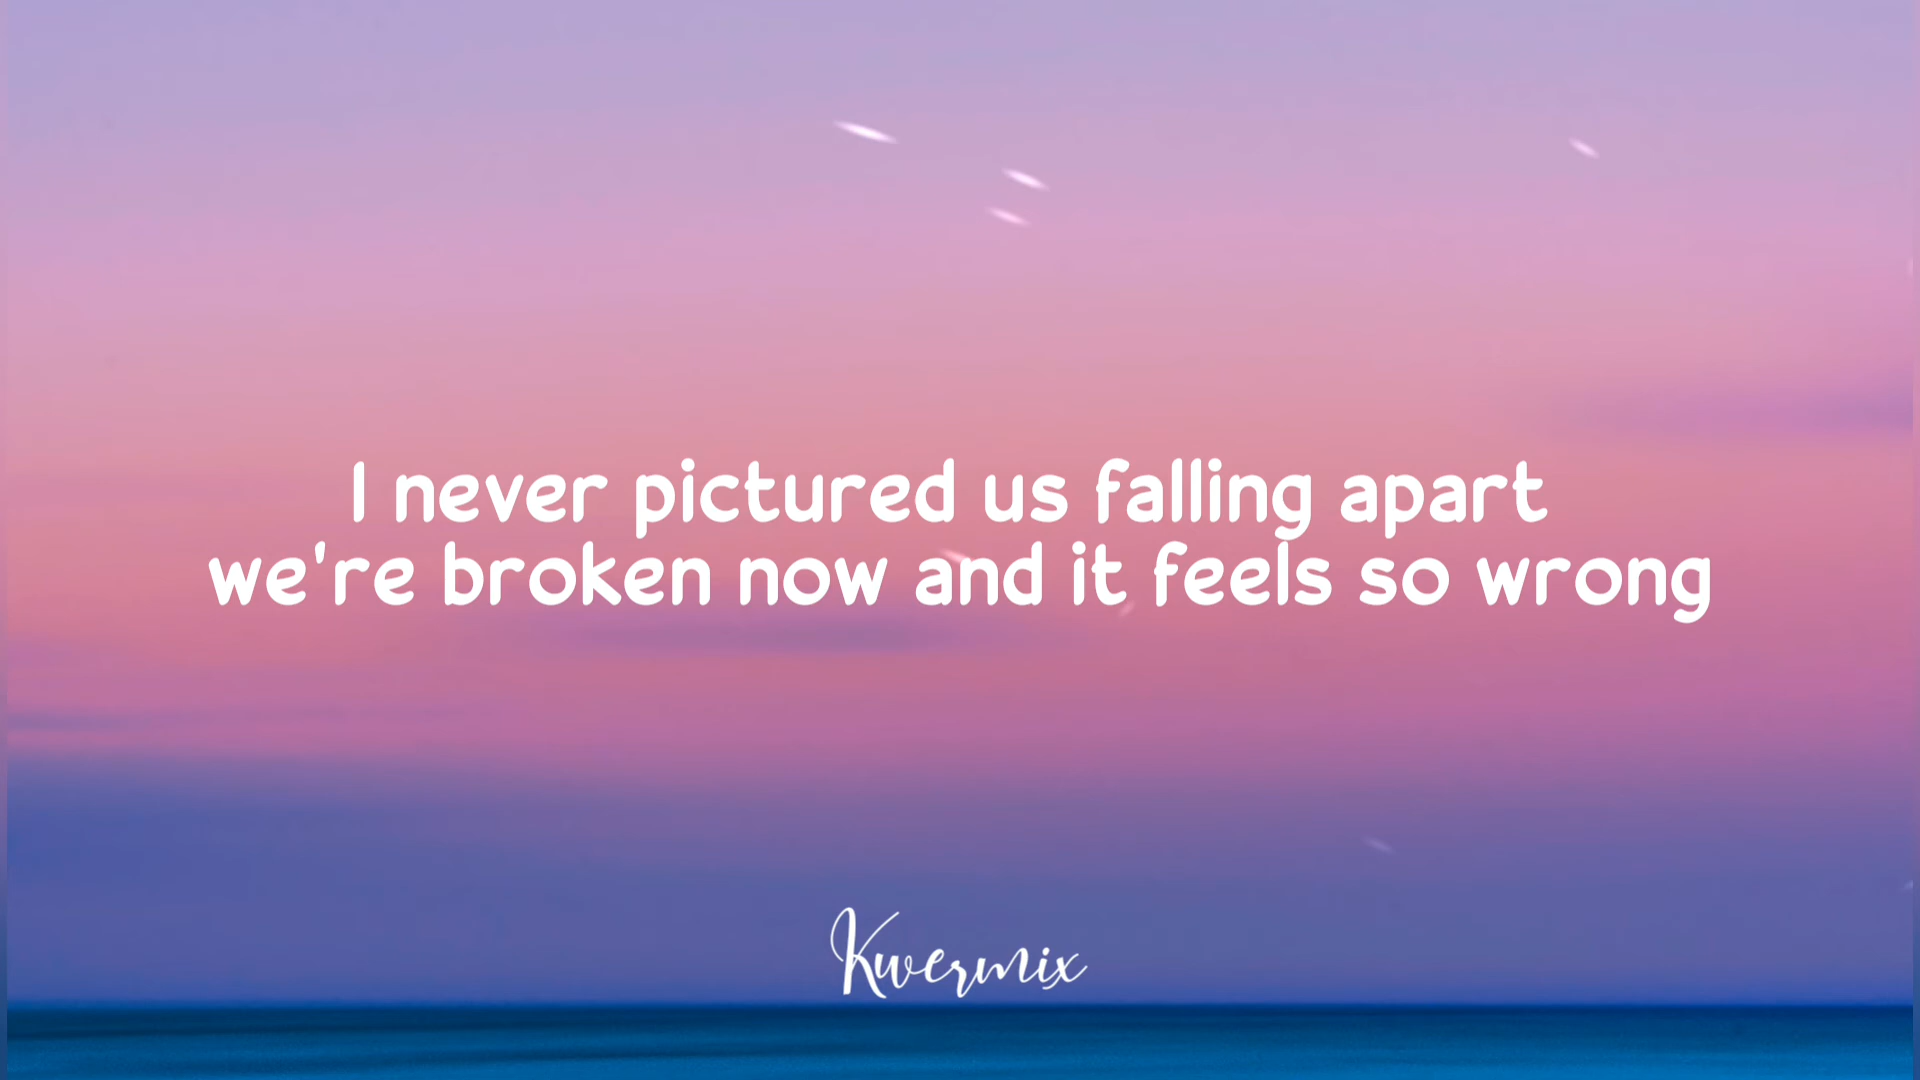 I never pictured us falling apart
we're broken now and it feels so wrong
Kwermix